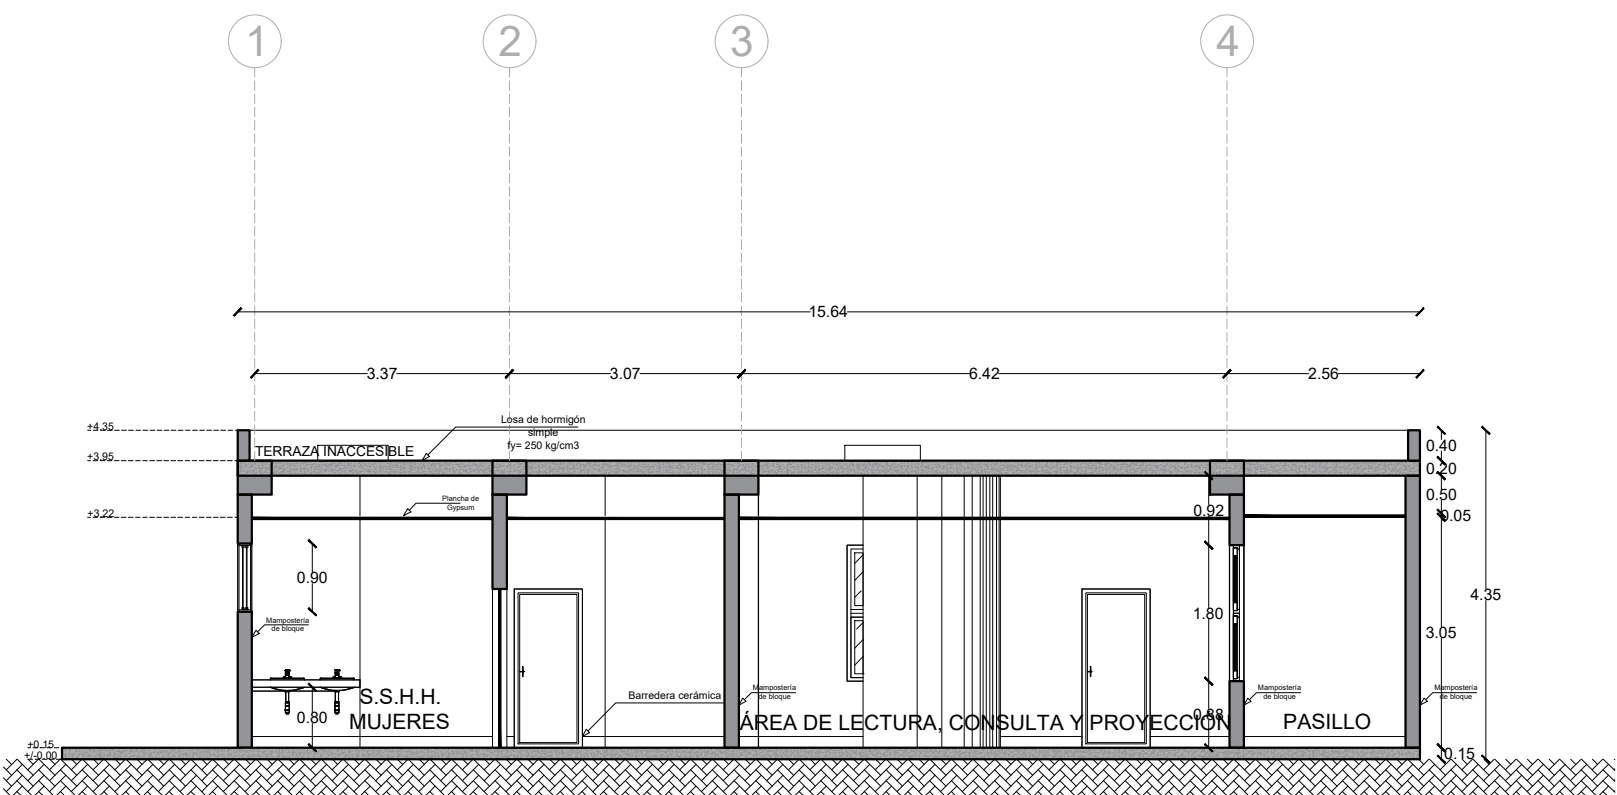 1
2
3
4
15.64
3.37
3.07
6.42
2.56
+4.35
Losa de hormigón
simple
fy= 250 kg/cm3
TERRAZA INACCESIBLE
+3.95
0.40
0.20
0.50
0.05
Plancha de
Gypsum
+3.22
0.92
0.90
4.35
Mampostería
de bloque
1.80
3.05
S.S.H.H.
MUJERES
0.80
Barredera cerámica
Mampostería
de bloque
ÁREA DE LECTURA, CONSULTA Y PROYECCIÓN
0.88
Mampostería
de bloque
PASILLO
Mampostería
de bloque
+0.15
+/-0.00
0.15